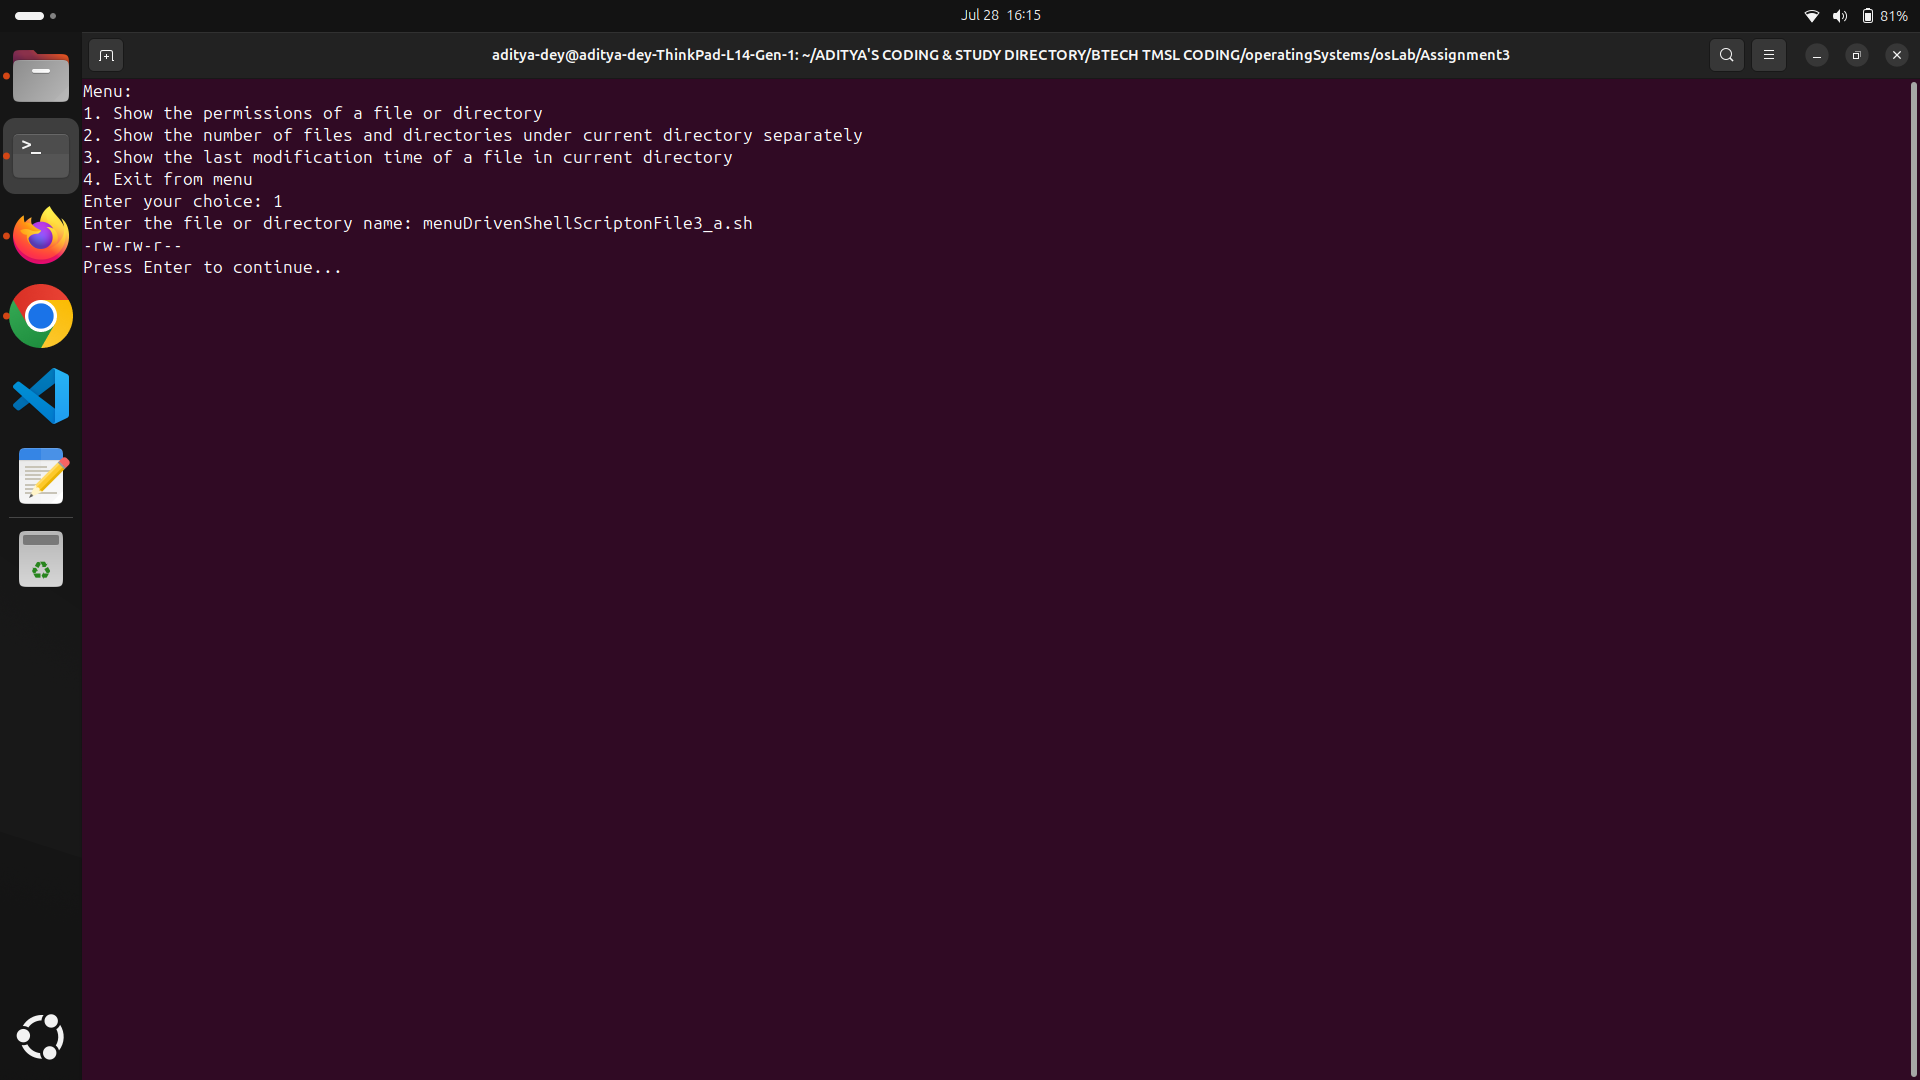 Jul 28 16:15
81%
aditya-dey@aditya-dey-ThinkPad-L14-Gen-1: ~/ADITYA'S CODING & STUDY DIRECTORY/BTECH TMSL CODING/operatingSystems/osLab/Assignment3
Menu:
1. Show the permissions of a file or directory
2. Show the number of files and directories under current directory separately
3. Show the last modification time of a file in current directory
4. Exit from menu
Enter your choice: 1
Enter the file or directory name: menuDrivenShellScriptonFile3_a.sh
-rw-rw-r--
Press Enter to continue...